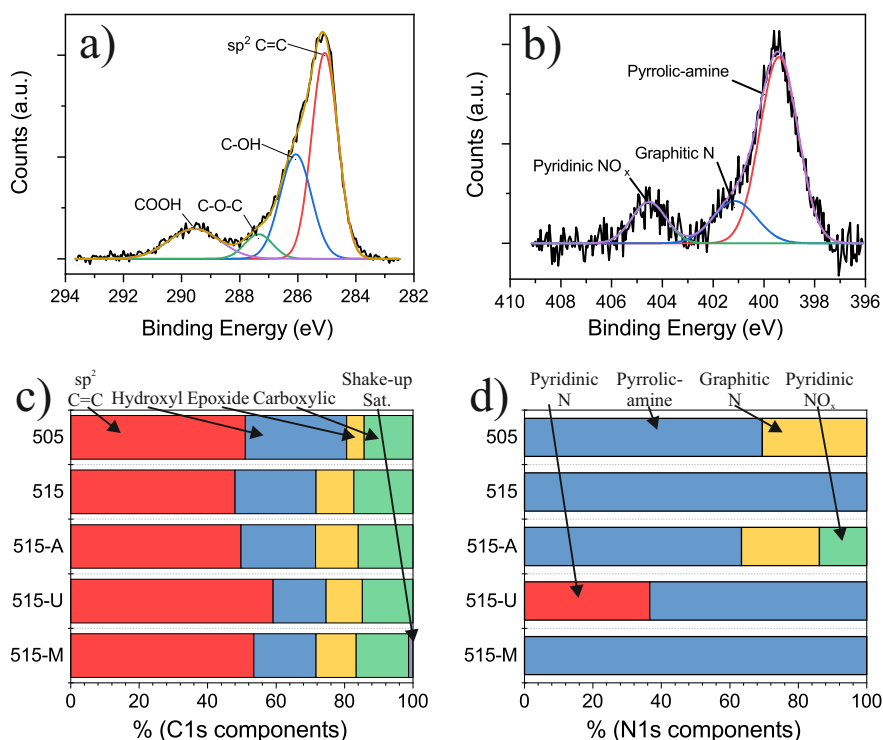 a)
sp² C=C
C-OH
C-O-C
COOH
Counts (a.u.)
294 292 290 288 286 284 282
Binding Energy (eV)
b)
Pyrrolic-amine
Graphitic N
Pyridinic NOₓ
Counts (a.u.)
410 408 406 404 402 400 398 396
Binding Energy (eV)
c)
sp²
C=C
Hydroxyl Epoxide Carboxylic
Shake-up
Sat.
505
515
515-A
515-U
515-M
0 20 40 60 80 100
% (C1s components)
d)
Pyridinic
N
Pyrrolic-
amine
Graphitic
N
Pyridinic
NOₓ
505
515
515-A
515-U
515-M
0 20 40 60 80 100
% (N1s components)